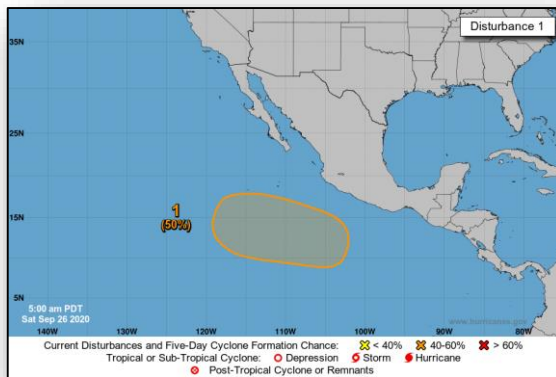 Disturbance 1
35N
25N
15N
5N
1
(50%)
5:00 am PDT
Sat Sep 26 2020
www.hurricanes.gov
140W 130W 120W 110W 100W 90W 80W
Current Disturbances and Five-Day Cyclone Formation Chance: < 40% 40-60% > 60%
Tropical or Sub-Tropical Cyclone: Depression Storm Hurricane
Post-Tropical Cyclone or Remnants